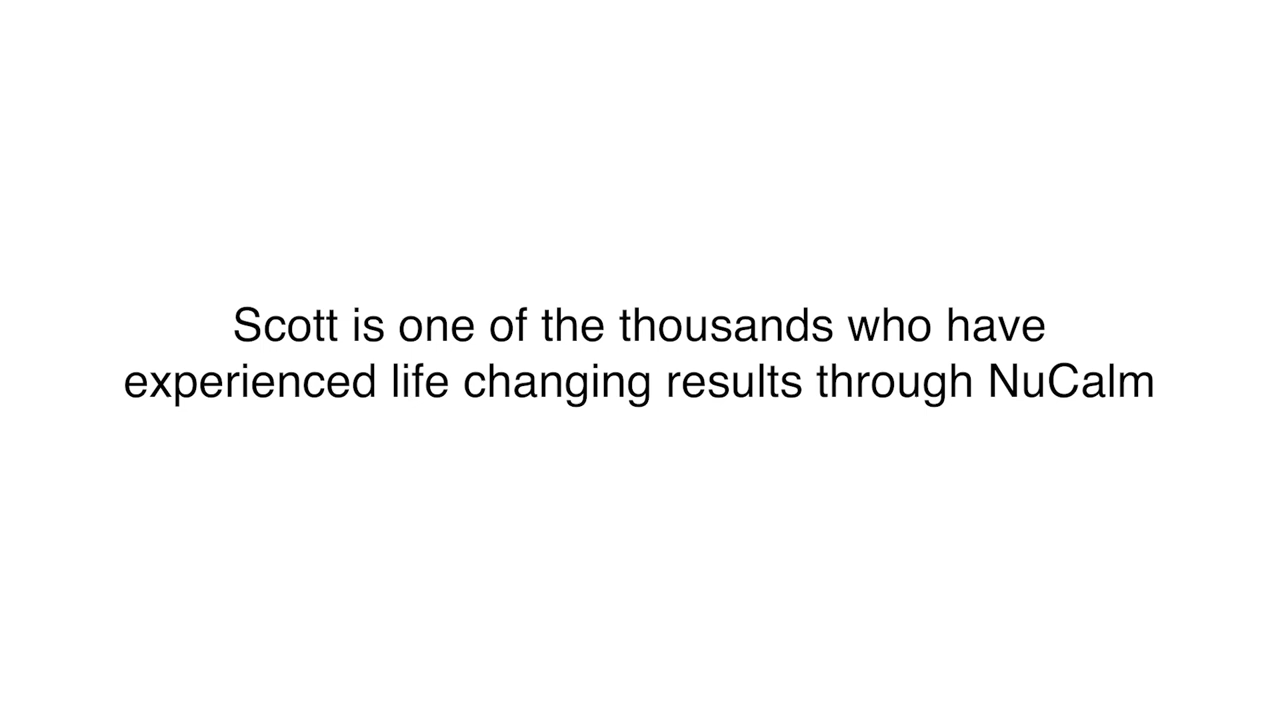 Scott is one of the thousands who have
experienced life changing results through NuCalm